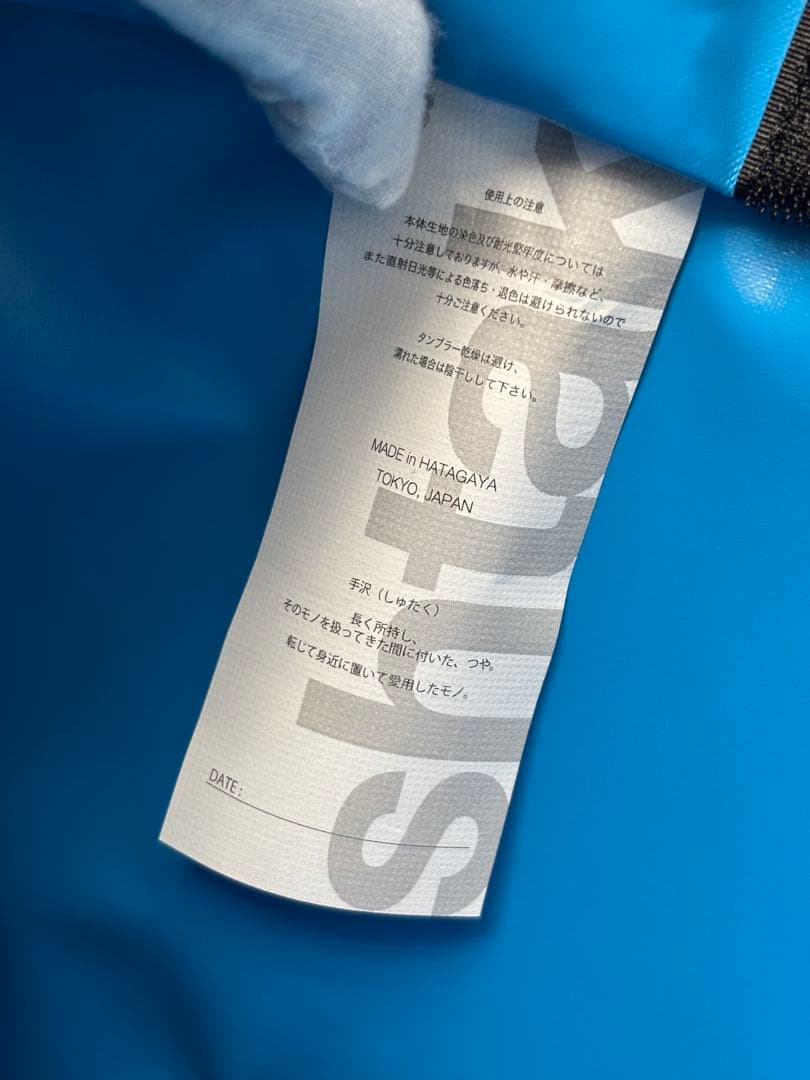 使用上の注意
本体生地の染色及び耐光堅牢度については
十分注意しておりますが、水や汗・摩擦など、
また直射日光等による色落ち・退色は避けられないので
十分ご注意ください。
タンブラー乾燥は避け、
濡れた場合は陰干しして下さい。
MADE in HATAGAYA
TOKYO, JAPAN
手沢（しゅたく）
長く所持し、
そのモノを扱ってきた間に付いた、つや。
転じて身近に置いて愛用したモノ。
DATE:
shtak